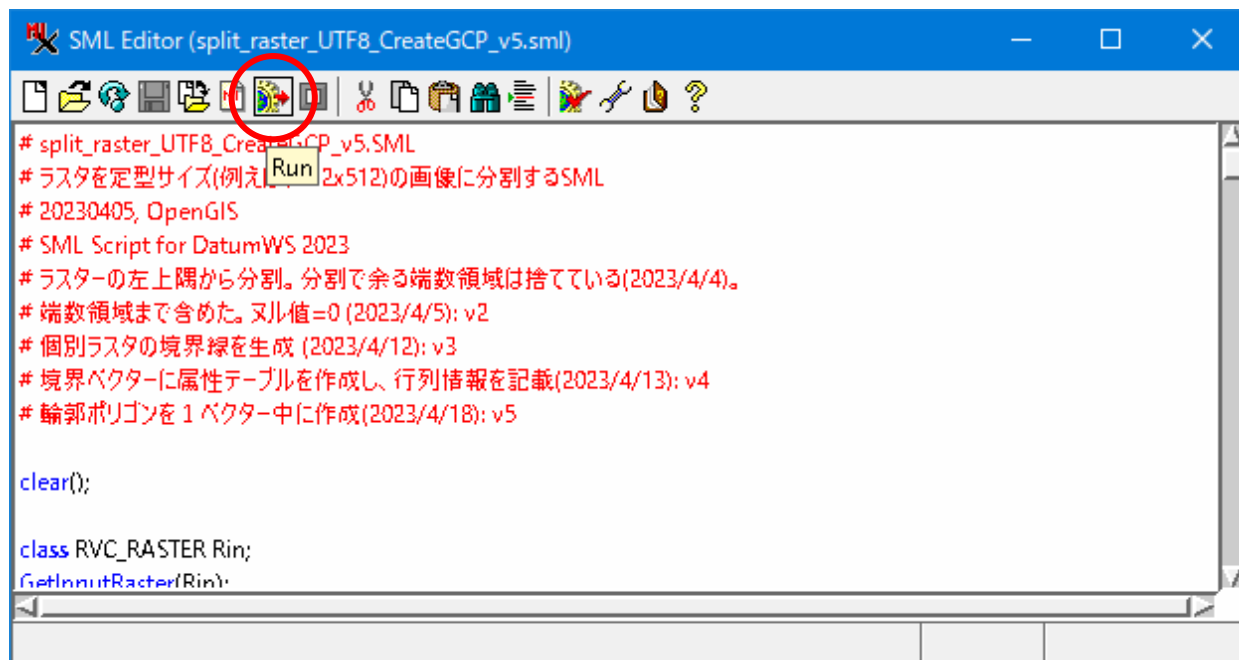 SML Editor (split_raster_UTF8_CreateGCP_v5.sml)
# split_raster_UTF8_CreateGCP_v5.SML
Run
# ラスタを定型サイズ(例え 2x512)の画像に分割するSML
# 20230405, OpenGIS
# SML Script for DatumWS 2023
# ラスターの左上隅から分割。分割で余る端数領域は捨てている(2023/4/4)。
# 端数領域まで含めた。ヌル値=0 (2023/4/5): v2
# 個別ラスタの境界線を生成 (2023/4/12): v3
# 境界ベクターに属性テーブルを作成し、行列情報を記載(2023/4/13): v4
# 輪郭ポリゴンを１ベクター中に作成(2023/4/18): v5
clear();
class RVC_RASTER Rin;
GetInputRaster(Rin);